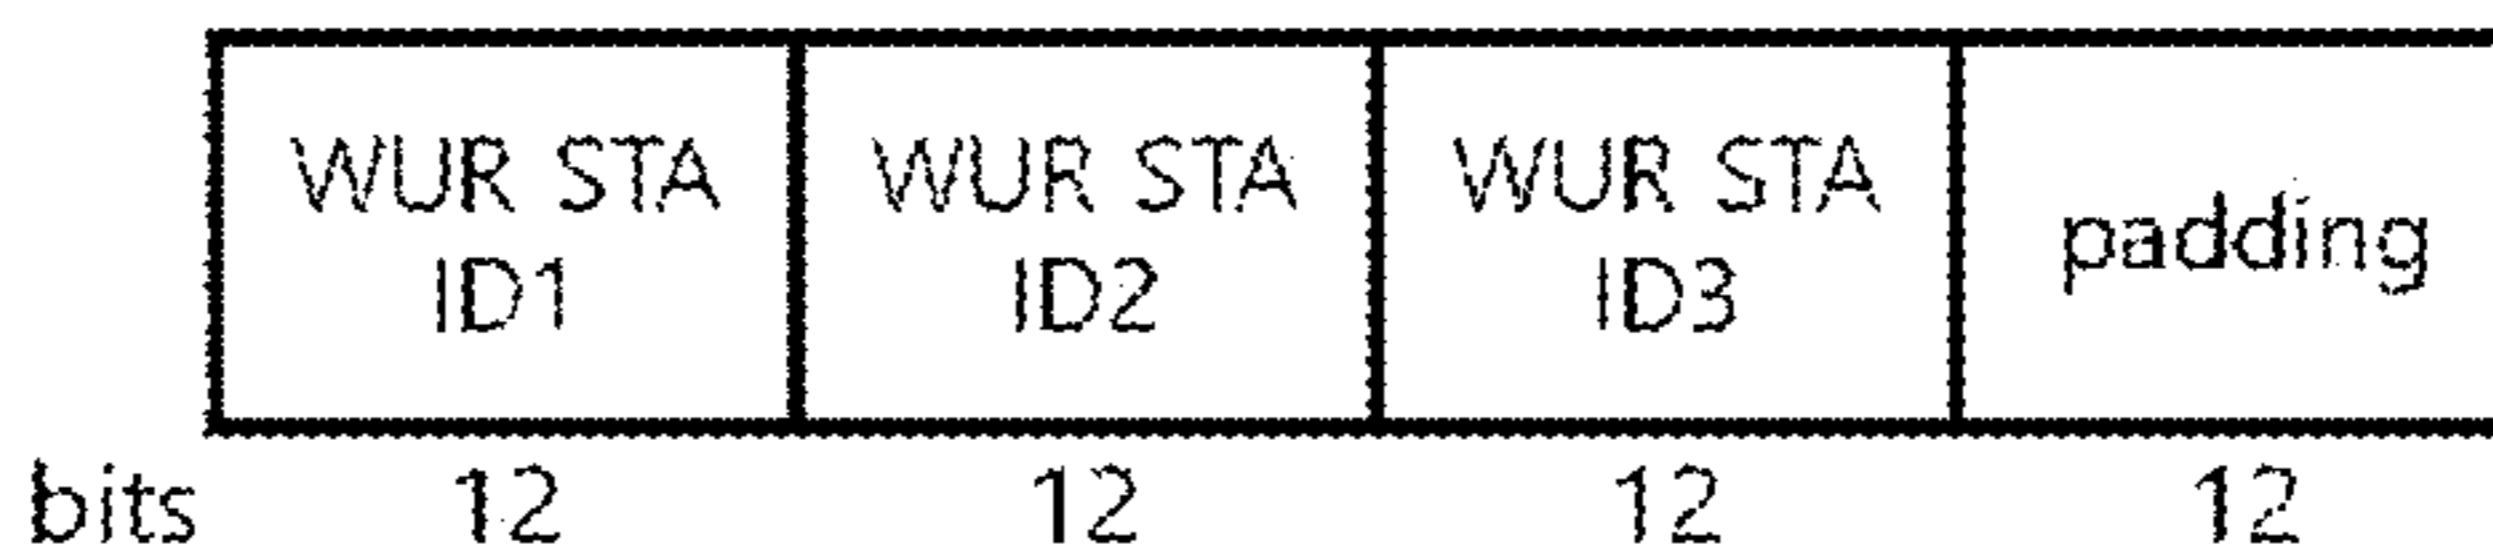 WUR STA
ID1
WUR STA
ID2
WUR STA
ID3
padding
bits 12 12 12 12